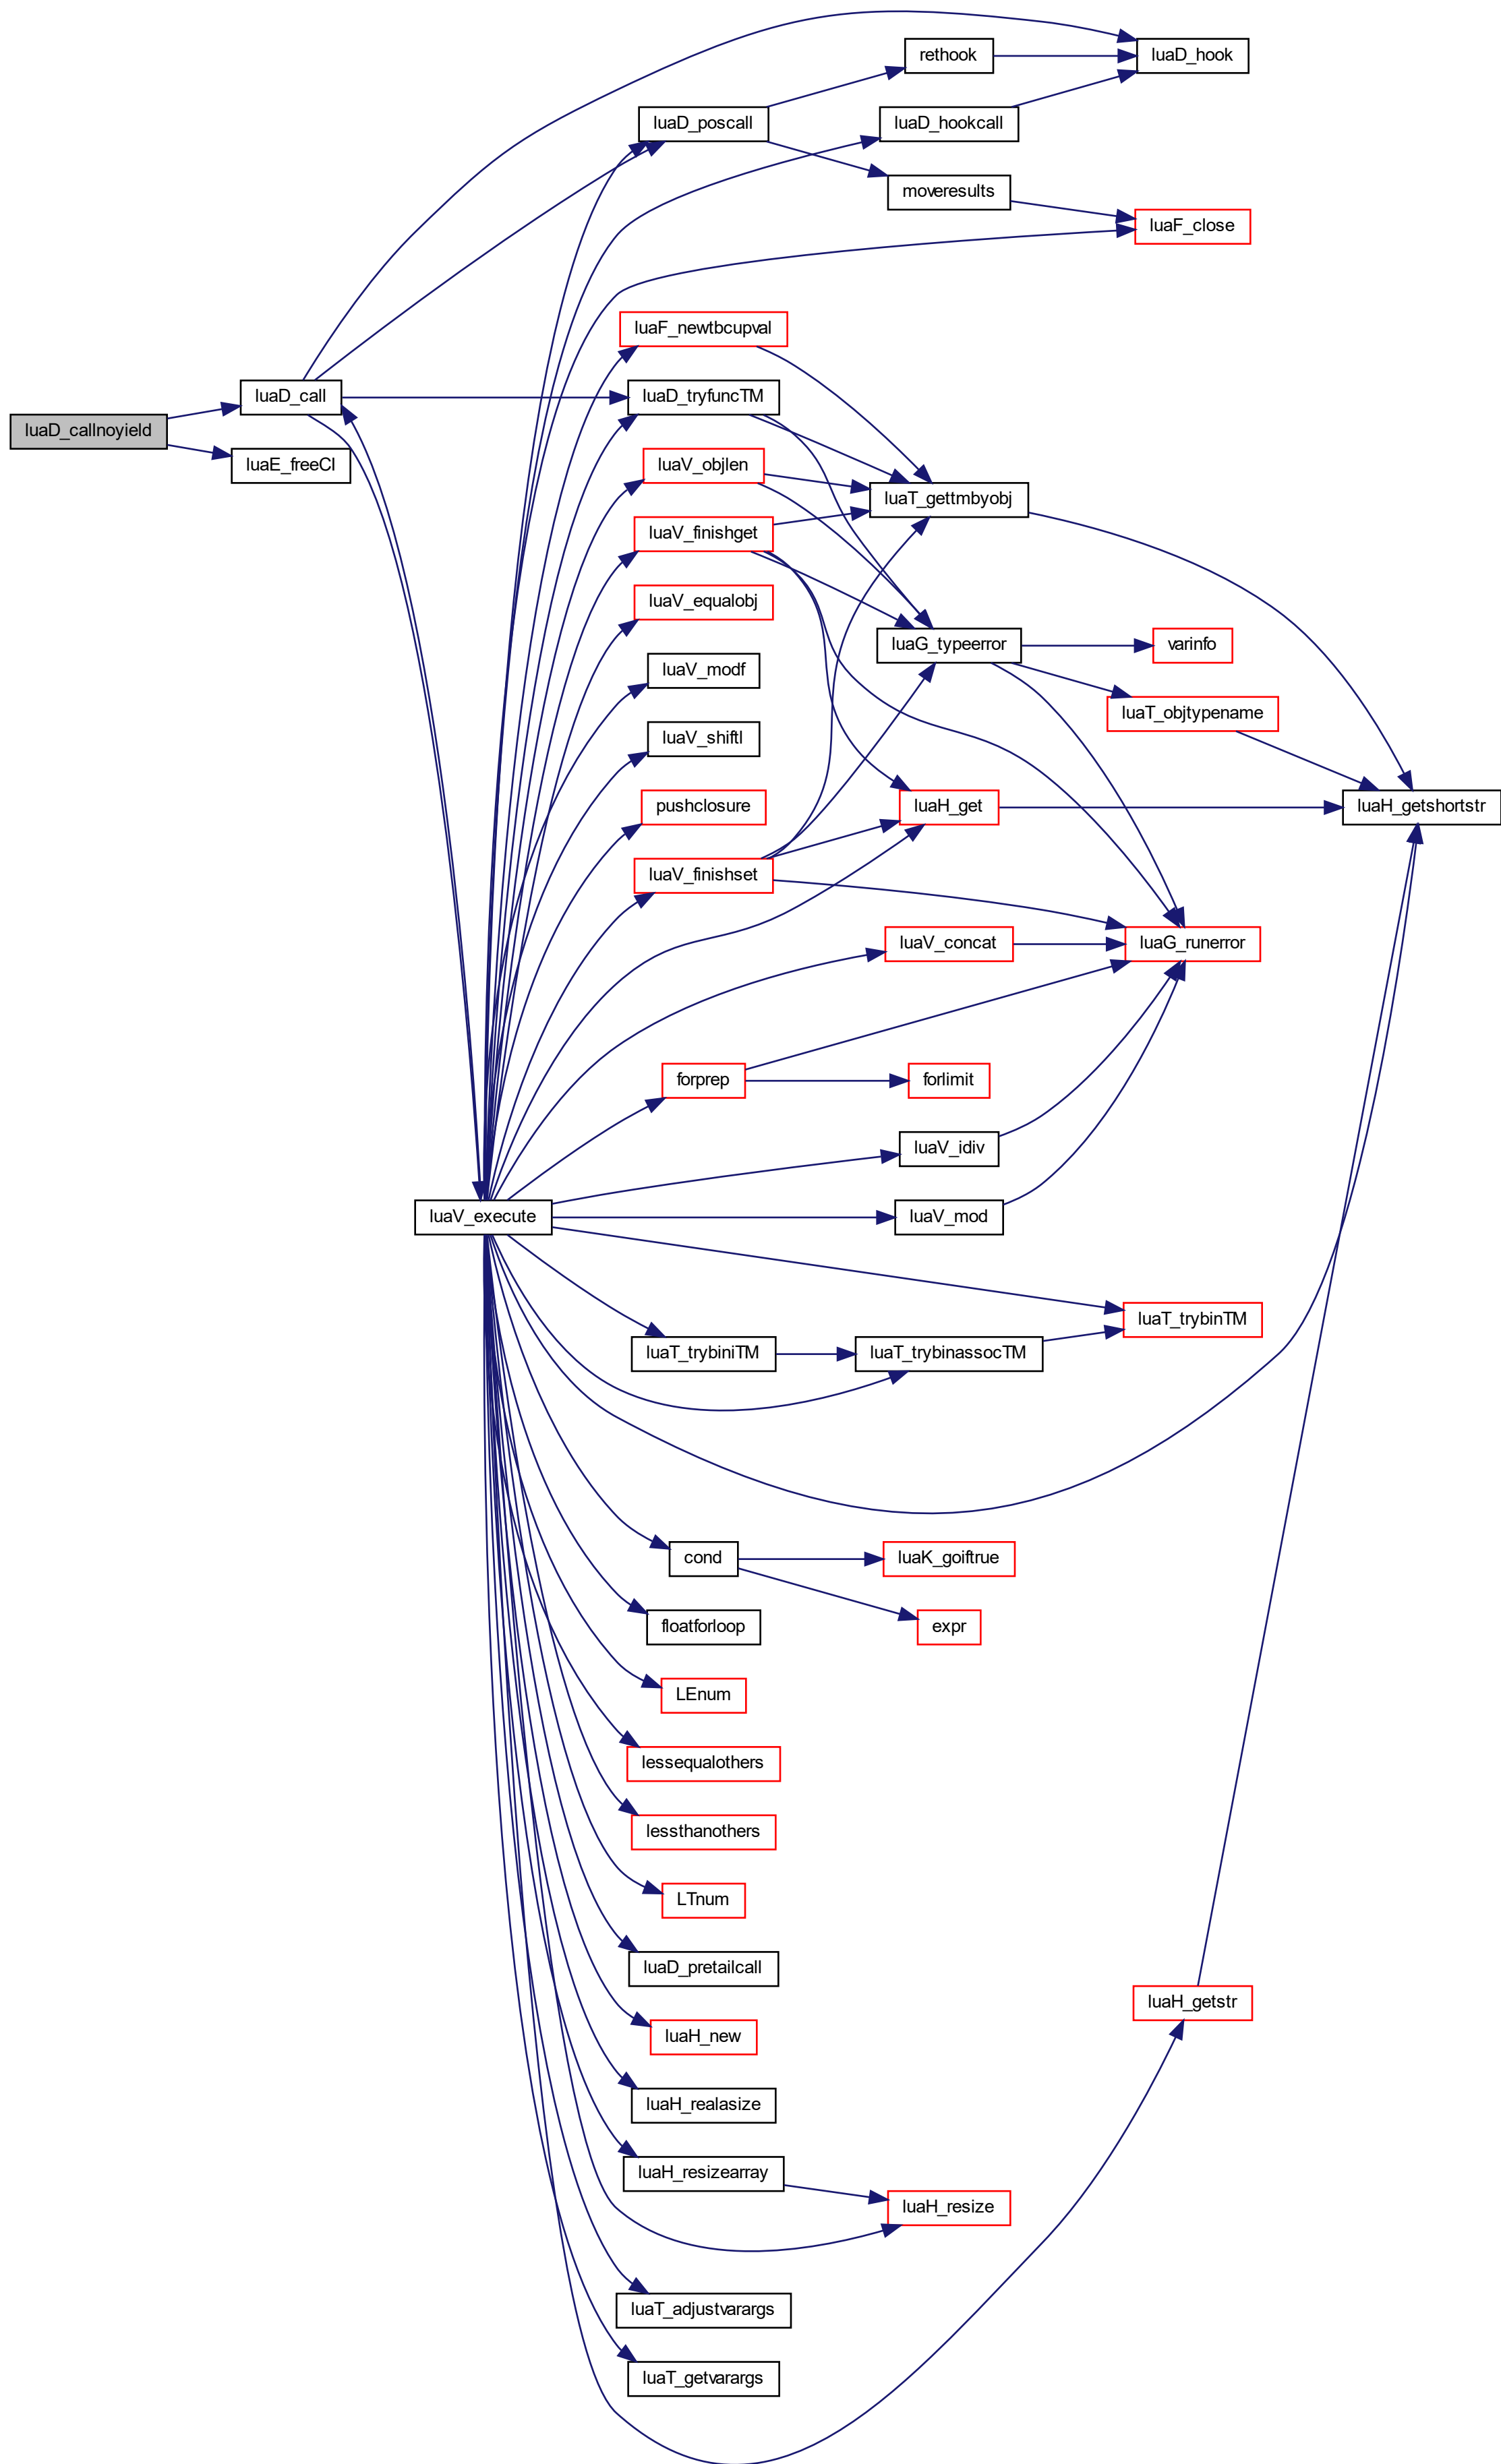 rethook
luaD_hook
luaD_poscall
luaD_hookcall
moveresults
luaF_close
luaF_newtbcupval
luaD_call
luaD_tryfuncTM
luaD_callnoyield
luaE_freeCI
luaV_objlen
luaT_gettmbyobj
luaV_finishget
luaV_equalobj
luaG_typeerror
varinfo
luaV_modf
luaT_objtypename
luaV_shiftl
pushclosure
luaH_get
luaH_getshortstr
luaV_finishset
luaV_concat
luaG_runerror
forprep
forlimit
luaV_idiv
luaV_execute
luaV_mod
luaT_trybinTM
luaT_trybiniTM
luaT_trybinassocTM
cond
luaK_goiftrue
floatforloop
expr
LEnum
lessequalothers
lessthanothers
LTnum
luaD_pretailcall
luaH_getstr
luaH_new
luaH_realasize
luaH_resizearray
luaH_resize
luaT_adjustvarargs
luaT_getvarargs